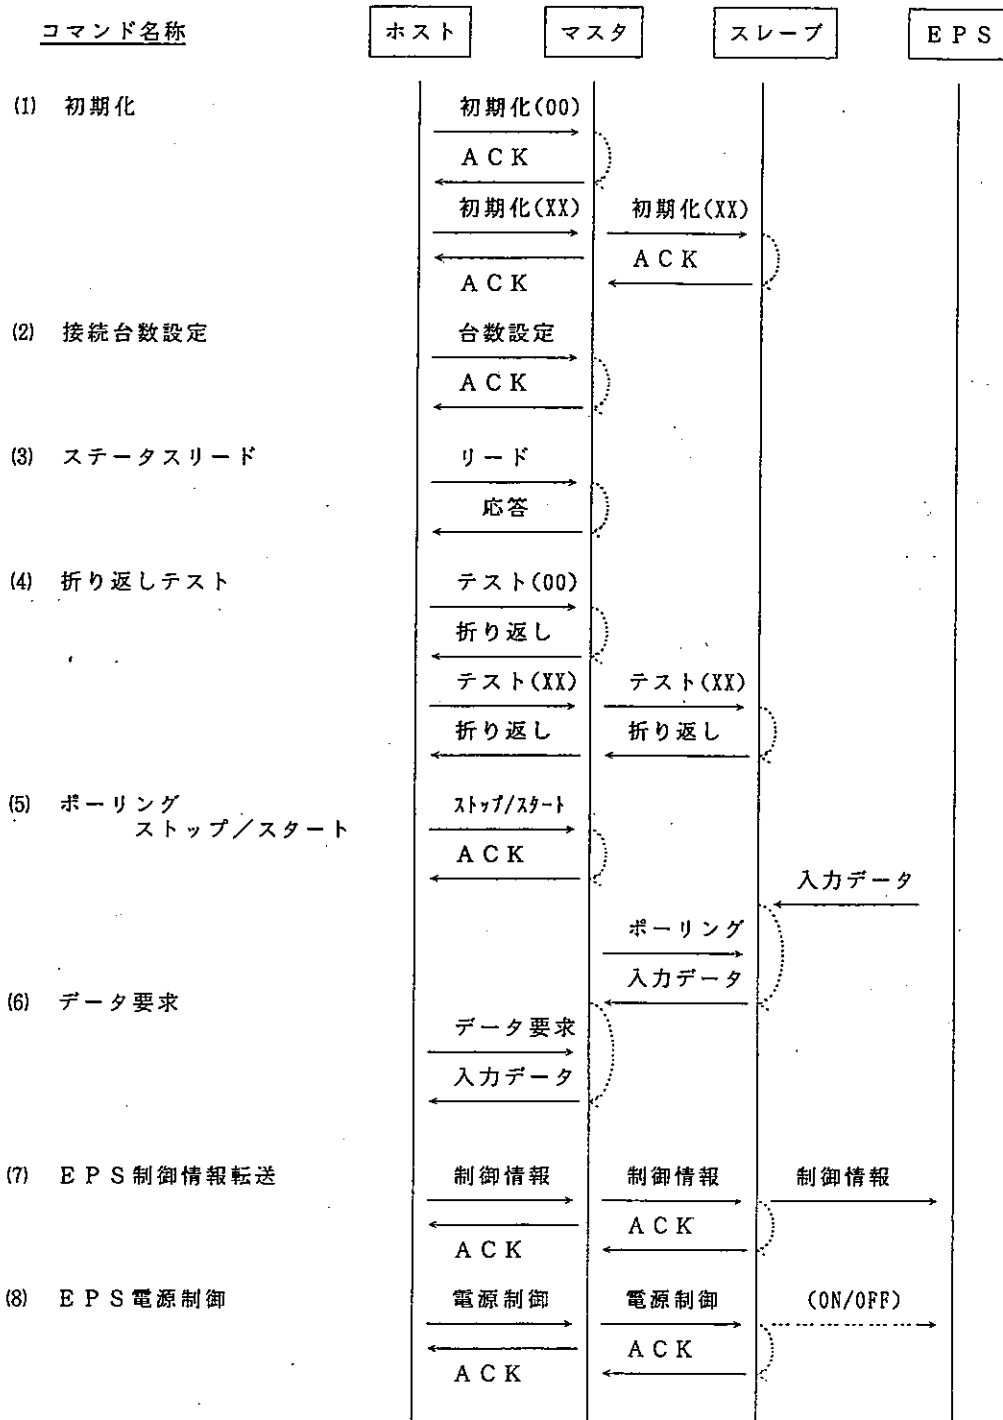 コマンド名称 ホスト マスタ スレーブ EPS
(1) 初期化 初期化(00)
ACK
初期化(XX) 初期化(XX)
ACK
ACK
(2) 接続台数設定 台数設定
ACK
(3) ステータスリード リード
応答
(4) 折り返しテスト テスト(00)
折り返し
テスト(XX) テスト(XX)
折り返し 折り返し
(5) ポーリング ストップ/スタート
ストップ/スタート
ACK
入力データ
ポーリング
入力データ
(6) データ要求
データ要求
入力データ
(7) EPS制御情報転送 制御情報 制御情報 制御情報
ACK
ACK
(8) EPS電源制御 電源制御 電源制御 (ON/OFF)
ACK
ACK